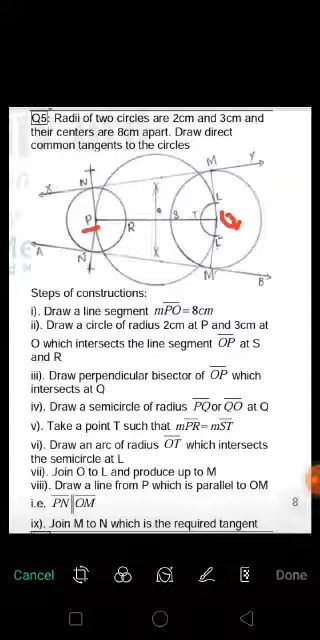 Q5: Radii of two circles are 2cm and 3cm and
their centers are 8cm apart. Draw direct
common tangents to the circles
M
Y
N
X
L
P
R
S
T
Q
L
A
N
M'
B
Steps of constructions:
i). Draw a line segment mPO = 8cm
ii). Draw a circle of radius 2cm at P and 3cm at
O which intersects the line segment OP at S
and R
iii). Draw perpendicular bisector of OP which
intersects at Q
iv). Draw a semicircle of radius PQ or QO at Q
v). Take a point T such that mPR = mST
vi). Draw an arc of radius OT which intersects
the semicircle at L
vii). Join O to L and produce up to M
viii). Draw a line from P which is parallel to OM
i.e. PN || OM
8
ix). Join M to N which is the required tangent
Cancel
Done